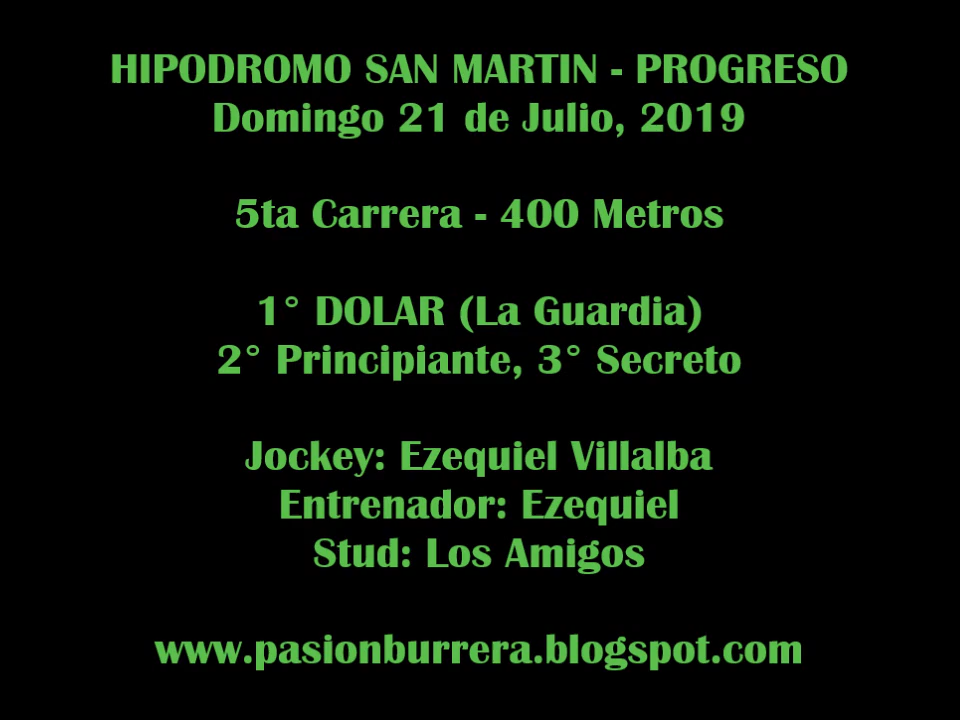 HIPODROMO SAN MARTIN - PROGRESO
Domingo 21 de Julio, 2019
5ta Carrera - 400 Metros
1° DOLAR (La Guardia)
2° Principiante, 3° Secreto
Jockey: Ezequiel Villalba
Entrenador: Ezequiel
Stud: Los Amigos
www.pasionburrera.blogspot.com